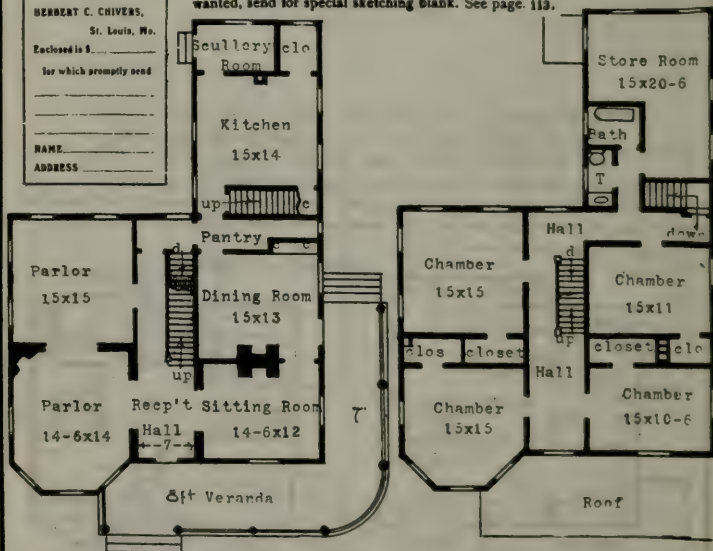 wanted, send for special sketching blank. See page 113.
HERBERT C. CHIVERS,
St. Louis, Mo.
Enclosed is $
for which promptly send
NAME
ADDRESS
Scullery clo
Room
Kitchen
15x14
up c
Pantry c c
d
Parlor
15x15
Dining Room
15x13
up
Parlor
14-6x14
Recp't
Hall
7
Sitting Room
14-6x12
8ft Veranda
7
Store Room
15x20-6
Bath
T
Hall
down
d
Chamber
15x15
Chamber
15x11
up
clos closet
closet clo
Hall
Chamber
15x15
Chamber
15x10-6
Roof